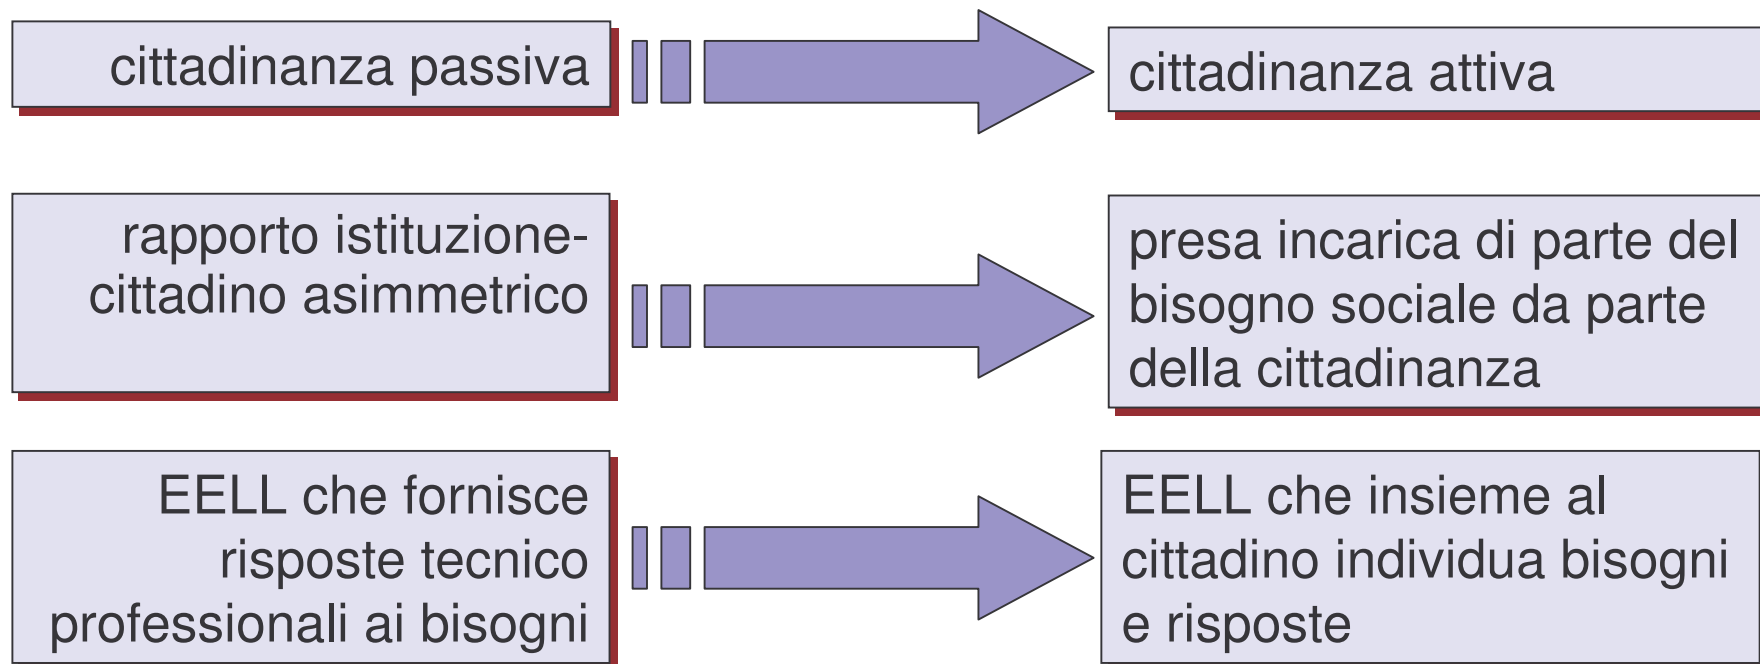 cittadinanza passiva
cittadinanza attiva
rapporto istituzione-
cittadino asimmetrico
presa incarica di parte del
bisogno sociale da parte
della cittadinanza
EELL che fornisce
risposte tecnico
professionali ai bisogni
EELL che insieme al
cittadino individua bisogni
e risposte